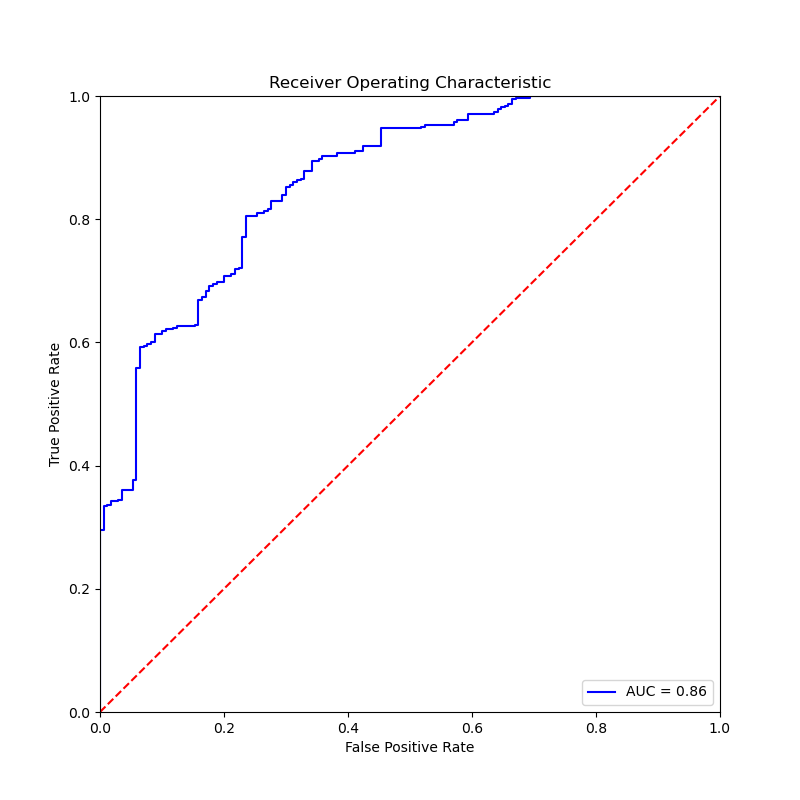 Receiver Operating Characteristic
True Positive Rate
1.0
0.8
0.6
0.4
0.2
0.0
0.0 0.2 0.4 0.6 0.8 1.0
False Positive Rate
AUC = 0.86